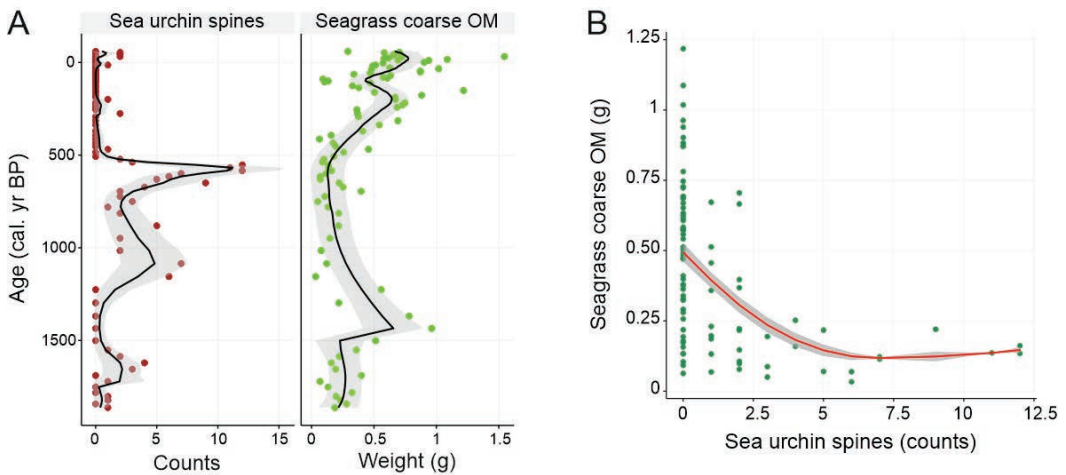 A
Sea urchin spines
Seagrass coarse OM
Age (cal. yr BP)
0
500
1000
1500
0
5
10
15
Counts
0
0.5
1
1.5
Weight (g)
B
Seagrass coarse OM (g)
1.25
1
0.75
0.50
0.25
0
0
2.5
5
7.5
10
12.5
Sea urchin spines (counts)